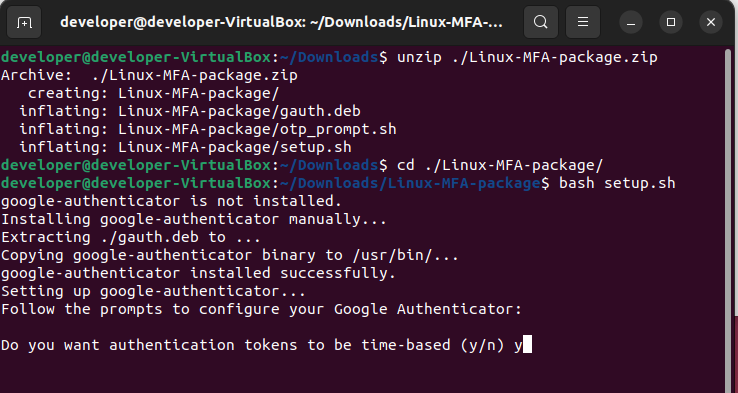 developer@developer-VirtualBox: ~/Downloads/Linux-MFA-...
developer@developer-VirtualBox:~/Downloads$ unzip ./Linux-MFA-package.zip
Archive:  ./Linux-MFA-package.zip
   creating: Linux-MFA-package/
  inflating: Linux-MFA-package/gauth.deb
  inflating: Linux-MFA-package/otp_prompt.sh
  inflating: Linux-MFA-package/setup.sh
developer@developer-VirtualBox:~/Downloads$ cd ./Linux-MFA-package/
developer@developer-VirtualBox:~/Downloads/Linux-MFA-package$ bash setup.sh
google-authenticator is not installed.
Installing google-authenticator manually...
Extracting ./gauth.deb to ...
Copying google-authenticator binary to /usr/bin/...
google-authenticator installed successfully.
Setting up google-authenticator...
Follow the prompts to configure your Google Authenticator:
Do you want authentication tokens to be time-based (y/n) y